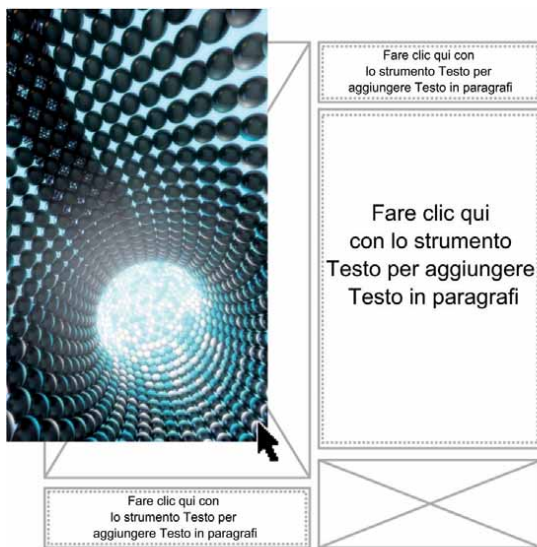 Fare clic qui con
lo strumento Testo per
aggiungere Testo in paragrafi
Fare clic qui
con lo strumento
Testo per aggiungere
Testo in paragrafi
Fare clic qui con
lo strumento Testo per
aggiungere Testo in paragrafi